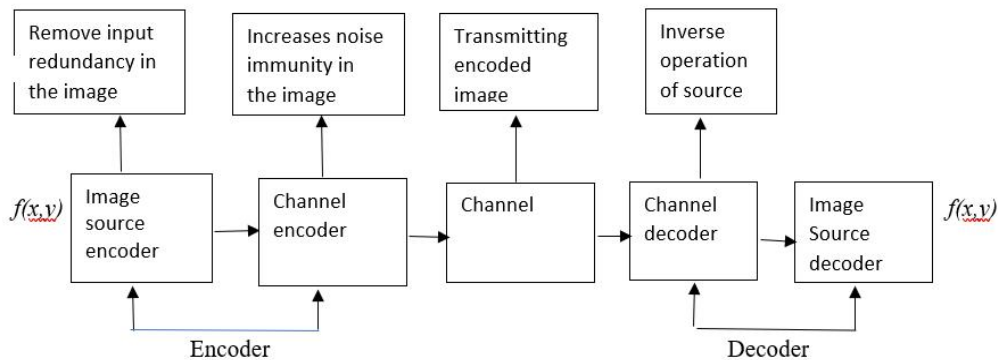 Remove input
redundancy in
the image
Increases noise
immunity in
the image
Transmitting
encoded
image
Inverse
operation
of source
f(x,y)
Image
source
encoder
Channel
encoder
Channel
Channel
decoder
Image
Source
decoder
f(x,y)
Encoder
Decoder